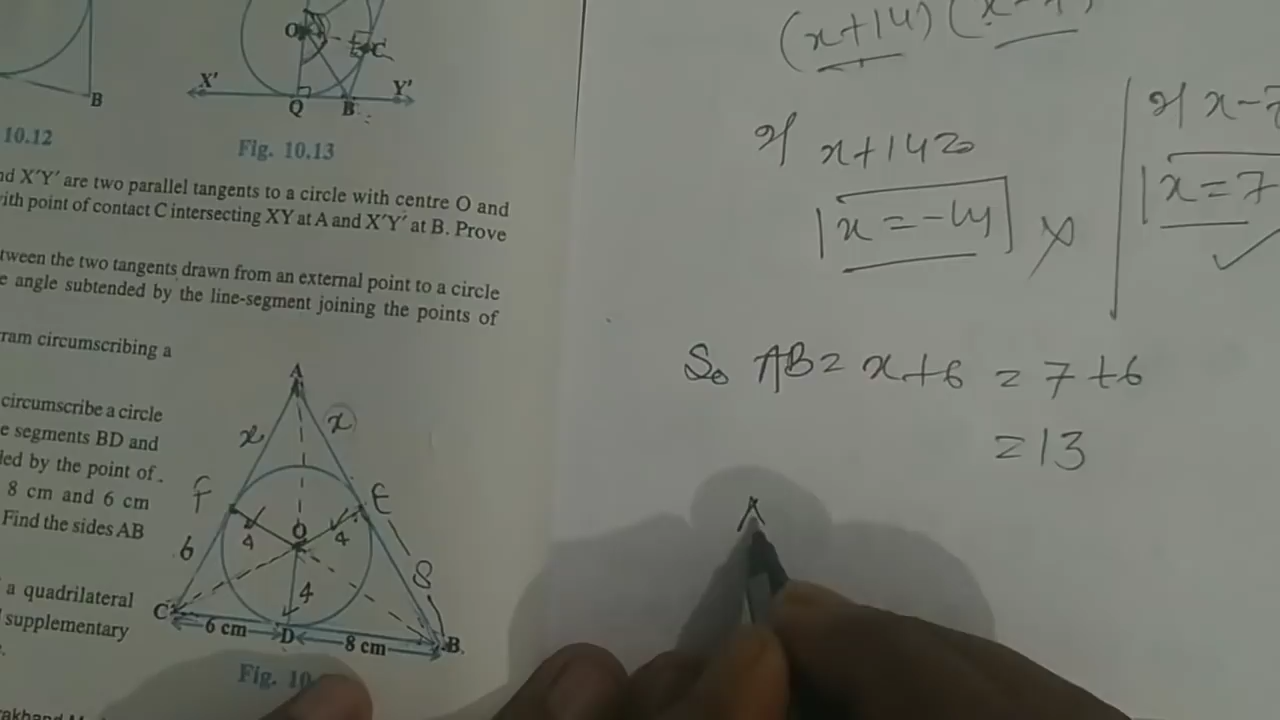 O
C
X'
Y'
Q
B
B
10.12
Fig. 10.13
nd X'Y' are two parallel tangents to a circle with centre O and
with point of contact C intersecting XY at A and X'Y' at B. Prove
tween the two tangents drawn from an external point to a circle
e angle subtended by the line-segment joining the points of
ram circumscribing a
circumscribe a circle
e segments BD and
ded by the point of
8 cm and 6 cm
Find the sides AB
a quadrilateral
supplementary
A
x
x
F
E
O
4
4
4
6
8
C
6 cm
D
8 cm
B
Fig. 10
(x+14)
x+14=0
x = -14
x-7
x = 7
So AB = x+6 = 7+6
= 13
A